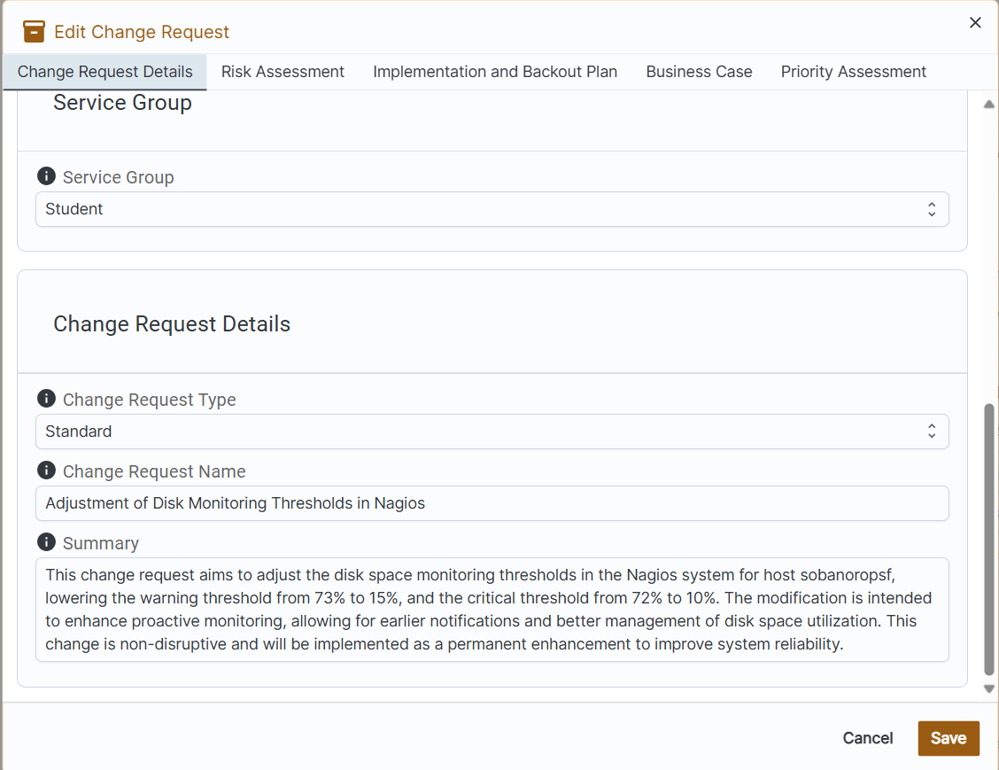 Edit Change Request
Change Request Details
Risk Assessment
Implementation and Backout Plan
Business Case
Priority Assessment
Service Group
Service Group
Student
Change Request Details
Change Request Type
Standard
Change Request Name
Adjustment of Disk Monitoring Thresholds in Nagios
Summary
This change request aims to adjust the disk space monitoring thresholds in the Nagios system for host sobanoropsf,
lowering the warning threshold from 73% to 15%, and the critical threshold from 72% to 10%. The modification is intended
to enhance proactive monitoring, allowing for earlier notifications and better management of disk space utilization. This
change is non-disruptive and will be implemented as a permanent enhancement to improve system reliability.
Cancel
Save